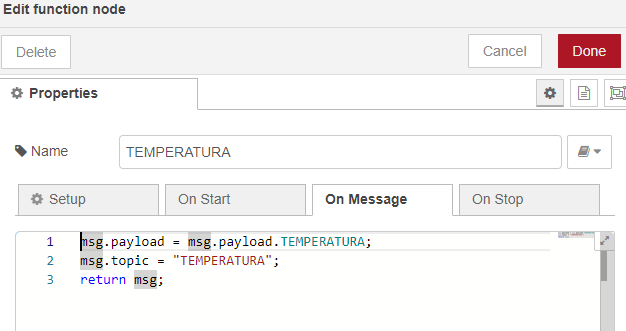 Edit function node
Delete
Cancel
Done
Properties
Name
TEMPERATURA
Setup
On Start
On Message
On Stop
1 msg.payload = msg.payload.TEMPERATURA;
2 msg.topic = "TEMPERATURA";
3 return msg;